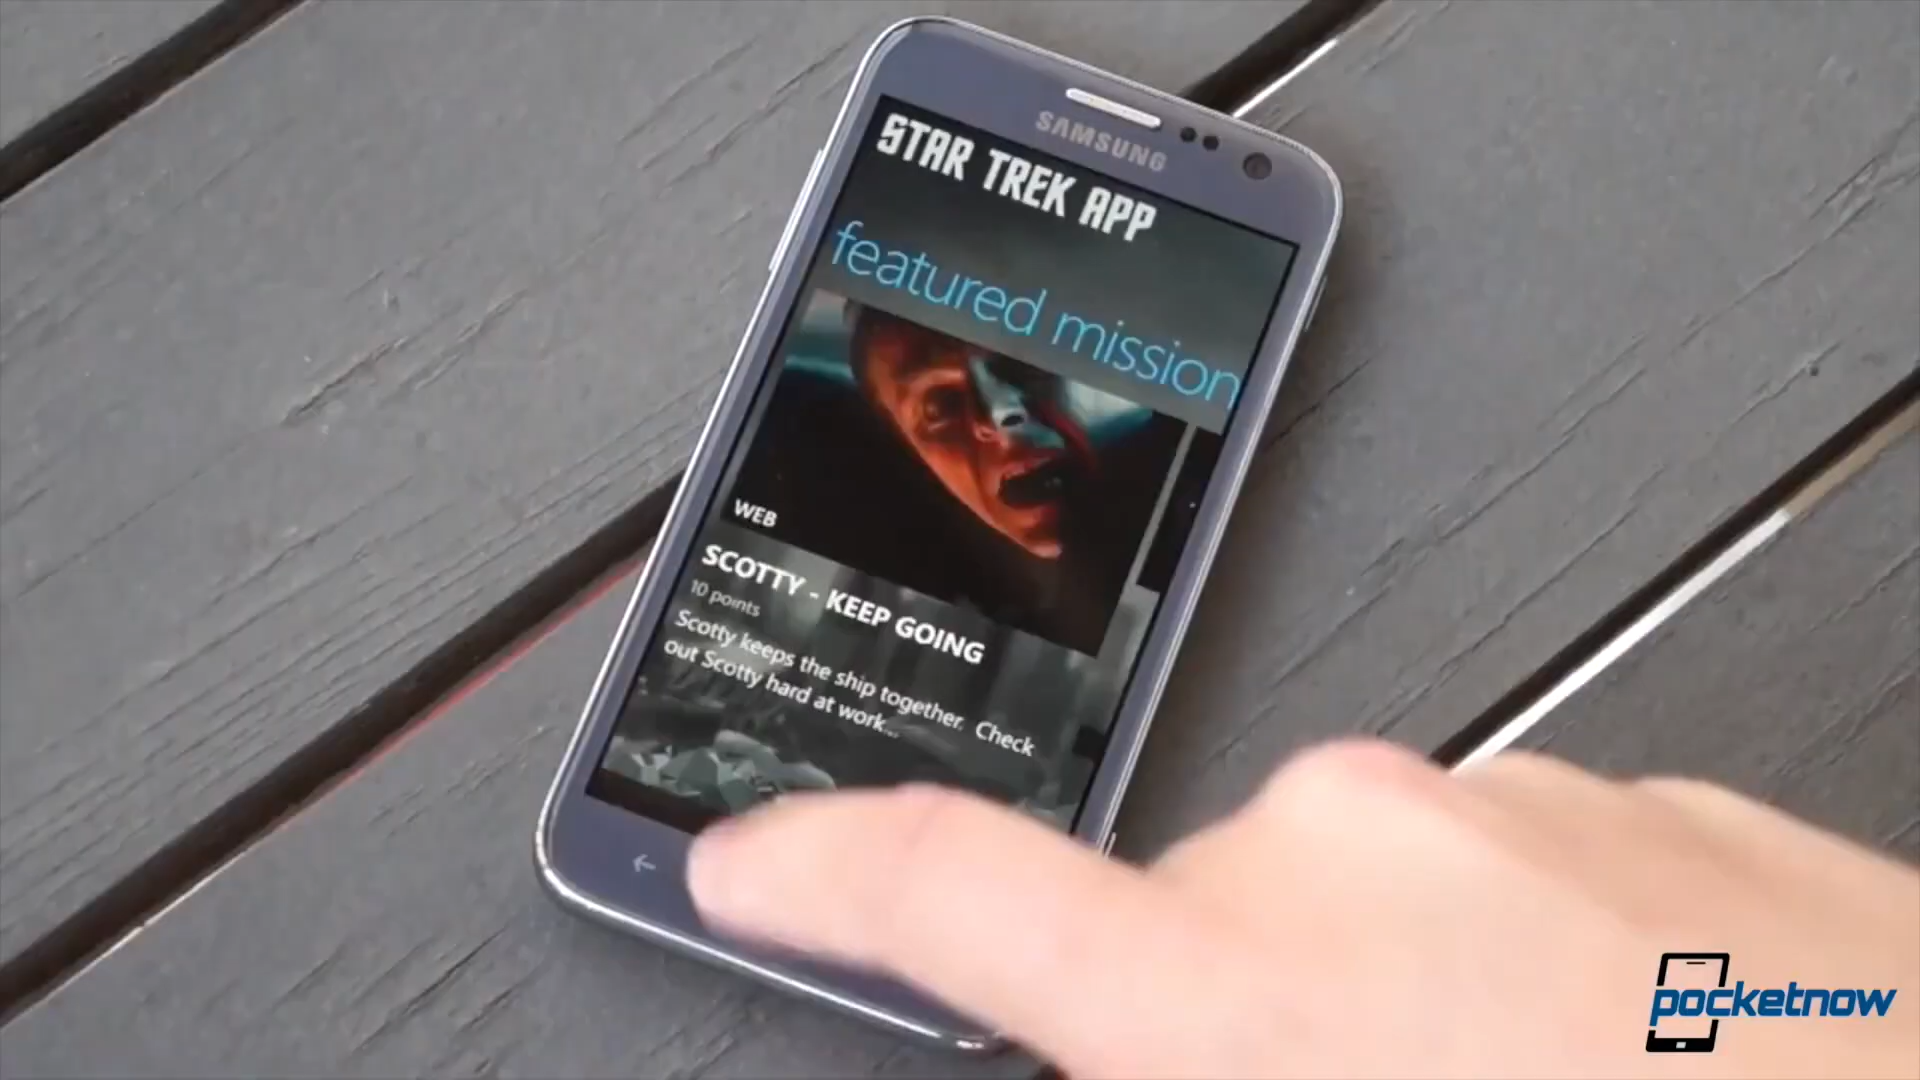 SAMSUNG
STAR TREK APP
featured mission
WEB
SCOTTY - KEEP GOING
10 points
Scotty keeps the ship together. Check
out Scotty hard at work...
pocketnow